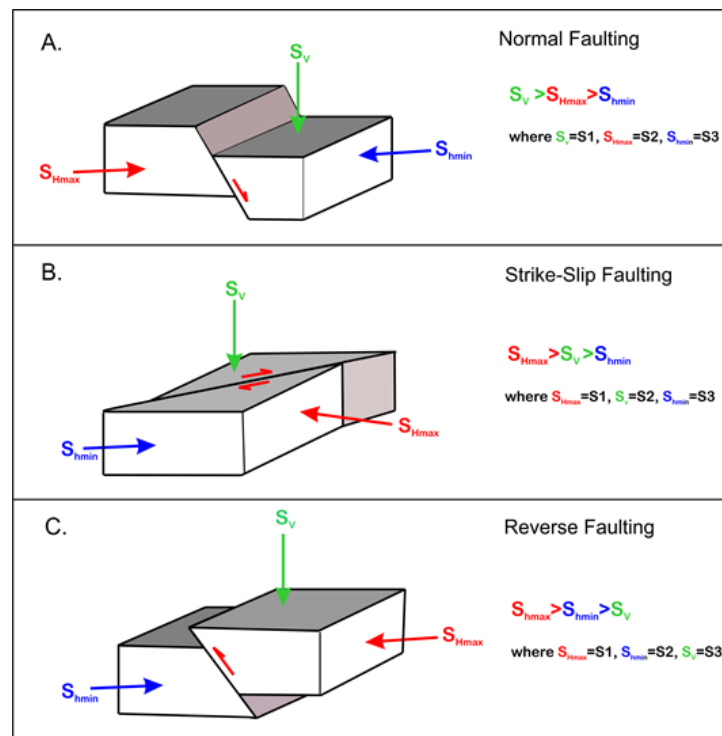 A.
Normal Faulting
Sv
Sv >SHmax>Shmin
where Sv=S1, SHmax=S2, Shmin=S3
SHmax
Shmin
B.
Strike-Slip Faulting
Sv
SHmax>Sv>Shmin
where SHmax=S1, Sv=S2, Shmin=S3
SHmax
Shmin
C.
Reverse Faulting
Sv
Shmax>Shmin>Sv
where SHmax=S1, Shmin=S2, Sv=S3
SHmax
Shmin